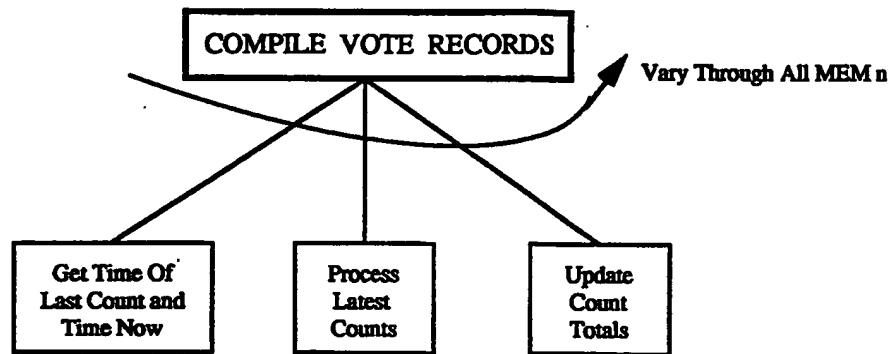 COMPILE VOTE RECORDS
Vary Through All MEM n
Get Time Of
Last Count and
Time Now
Process
Latest
Counts
Update
Count
Totals